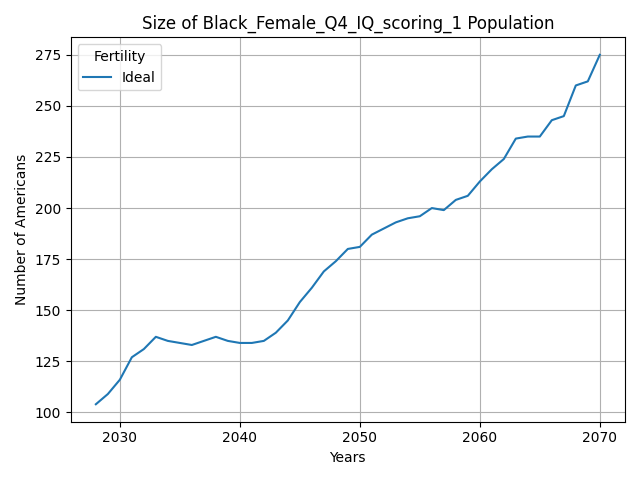 Size of Black_Female_Q4_IQ_scoring_1 Population
Fertility
Ideal
Number of Americans
275
250
225
200
175
150
125
100
2030 2040 2050 2060 2070
Years